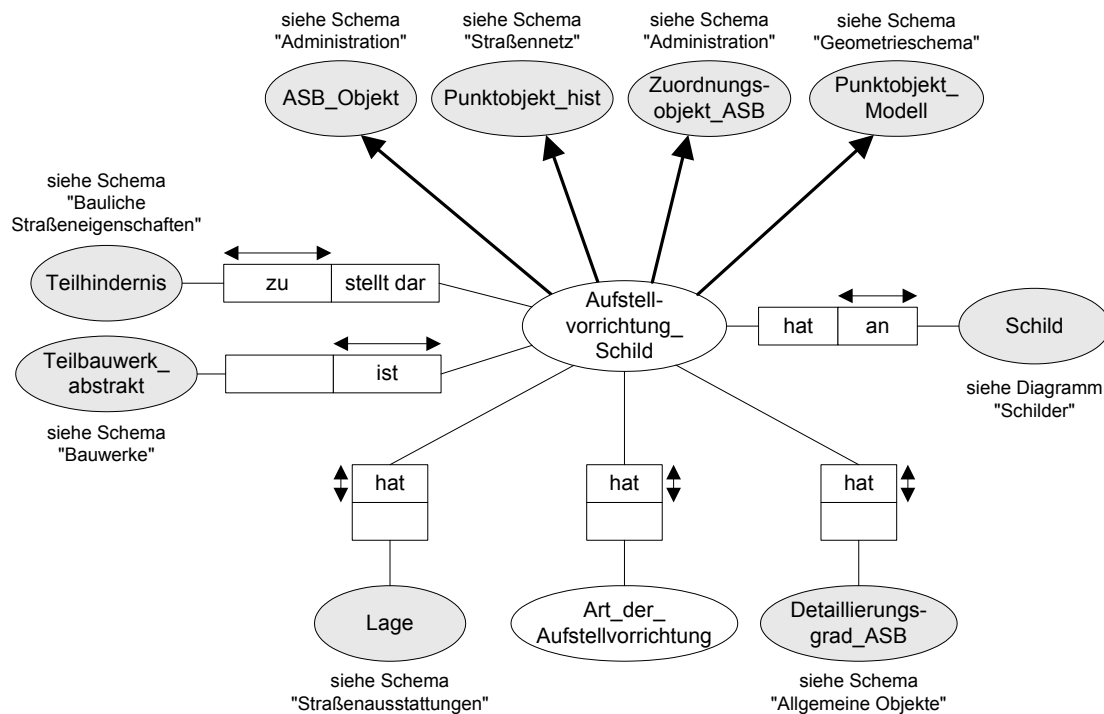 siehe Schema
"Administration"
siehe Schema
"Straßennetz"
siehe Schema
"Administration"
siehe Schema
"Geometrieschema"
ASB_Objekt
Punktobjekt_hist
Zuordnungs-
objekt_ASB
Punktobjekt_
Modell
siehe Schema
"Bauliche
Straßeneigenschaften"
Teilhindernis
zu
stellt dar
Aufstell-
vorrichtung_
Schild
hat
an
Schild
siehe Diagramm
"Schilder"
Teilbauwerk_
abstrakt
ist
siehe Schema
"Bauwerke"
hat
hat
hat
Lage
Art_der_
Aufstellvorrichtung
Detaillierungs-
grad_ASB
siehe Schema
"Straßenausstattungen"
siehe Schema
"Allgemeine Objekte"